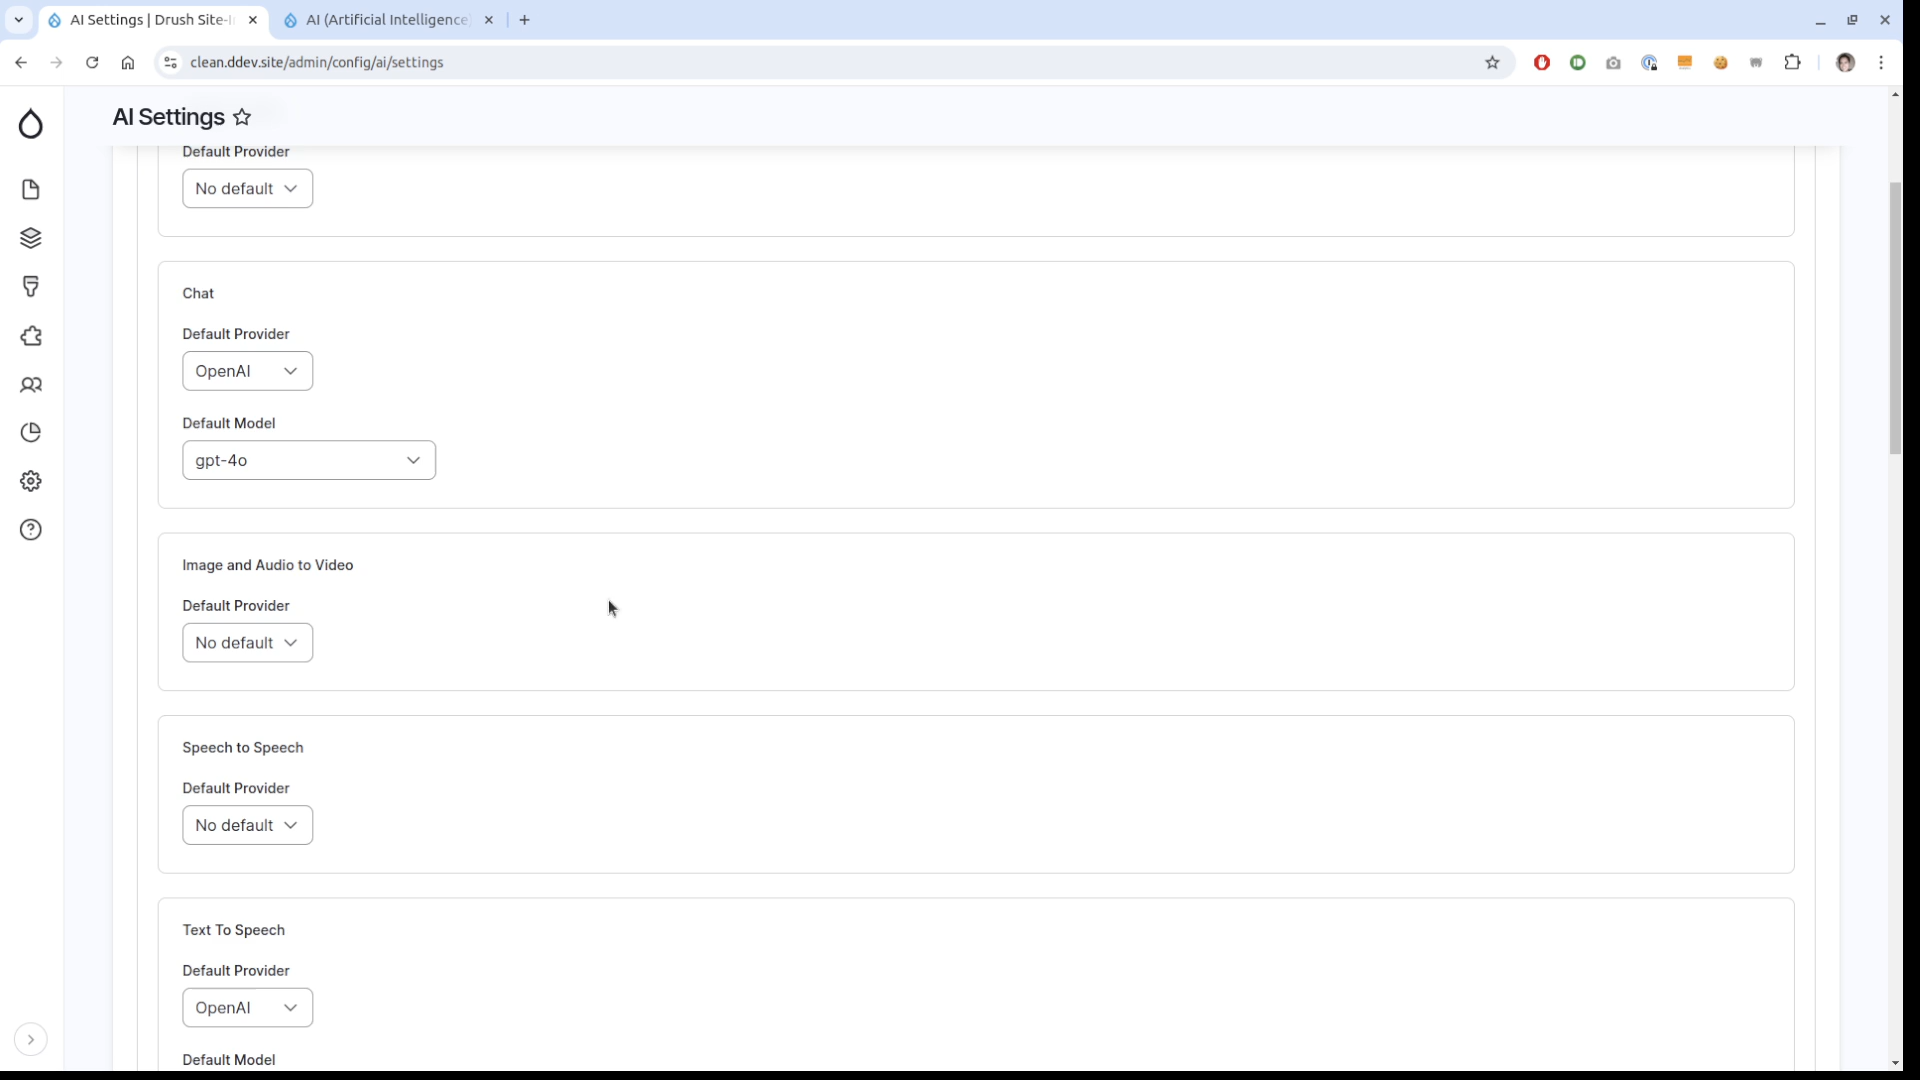 AI Settings | Drush Site-I
AI (Artificial Intelligence)
clean.ddev.site/admin/config/ai/settings
AI Settings
Default Provider
No default
Chat
Default Provider
OpenAI
Default Model
gpt-4o
Image and Audio to Video
Default Provider
No default
Speech to Speech
Default Provider
No default
Text To Speech
Default Provider
OpenAI
Default Model